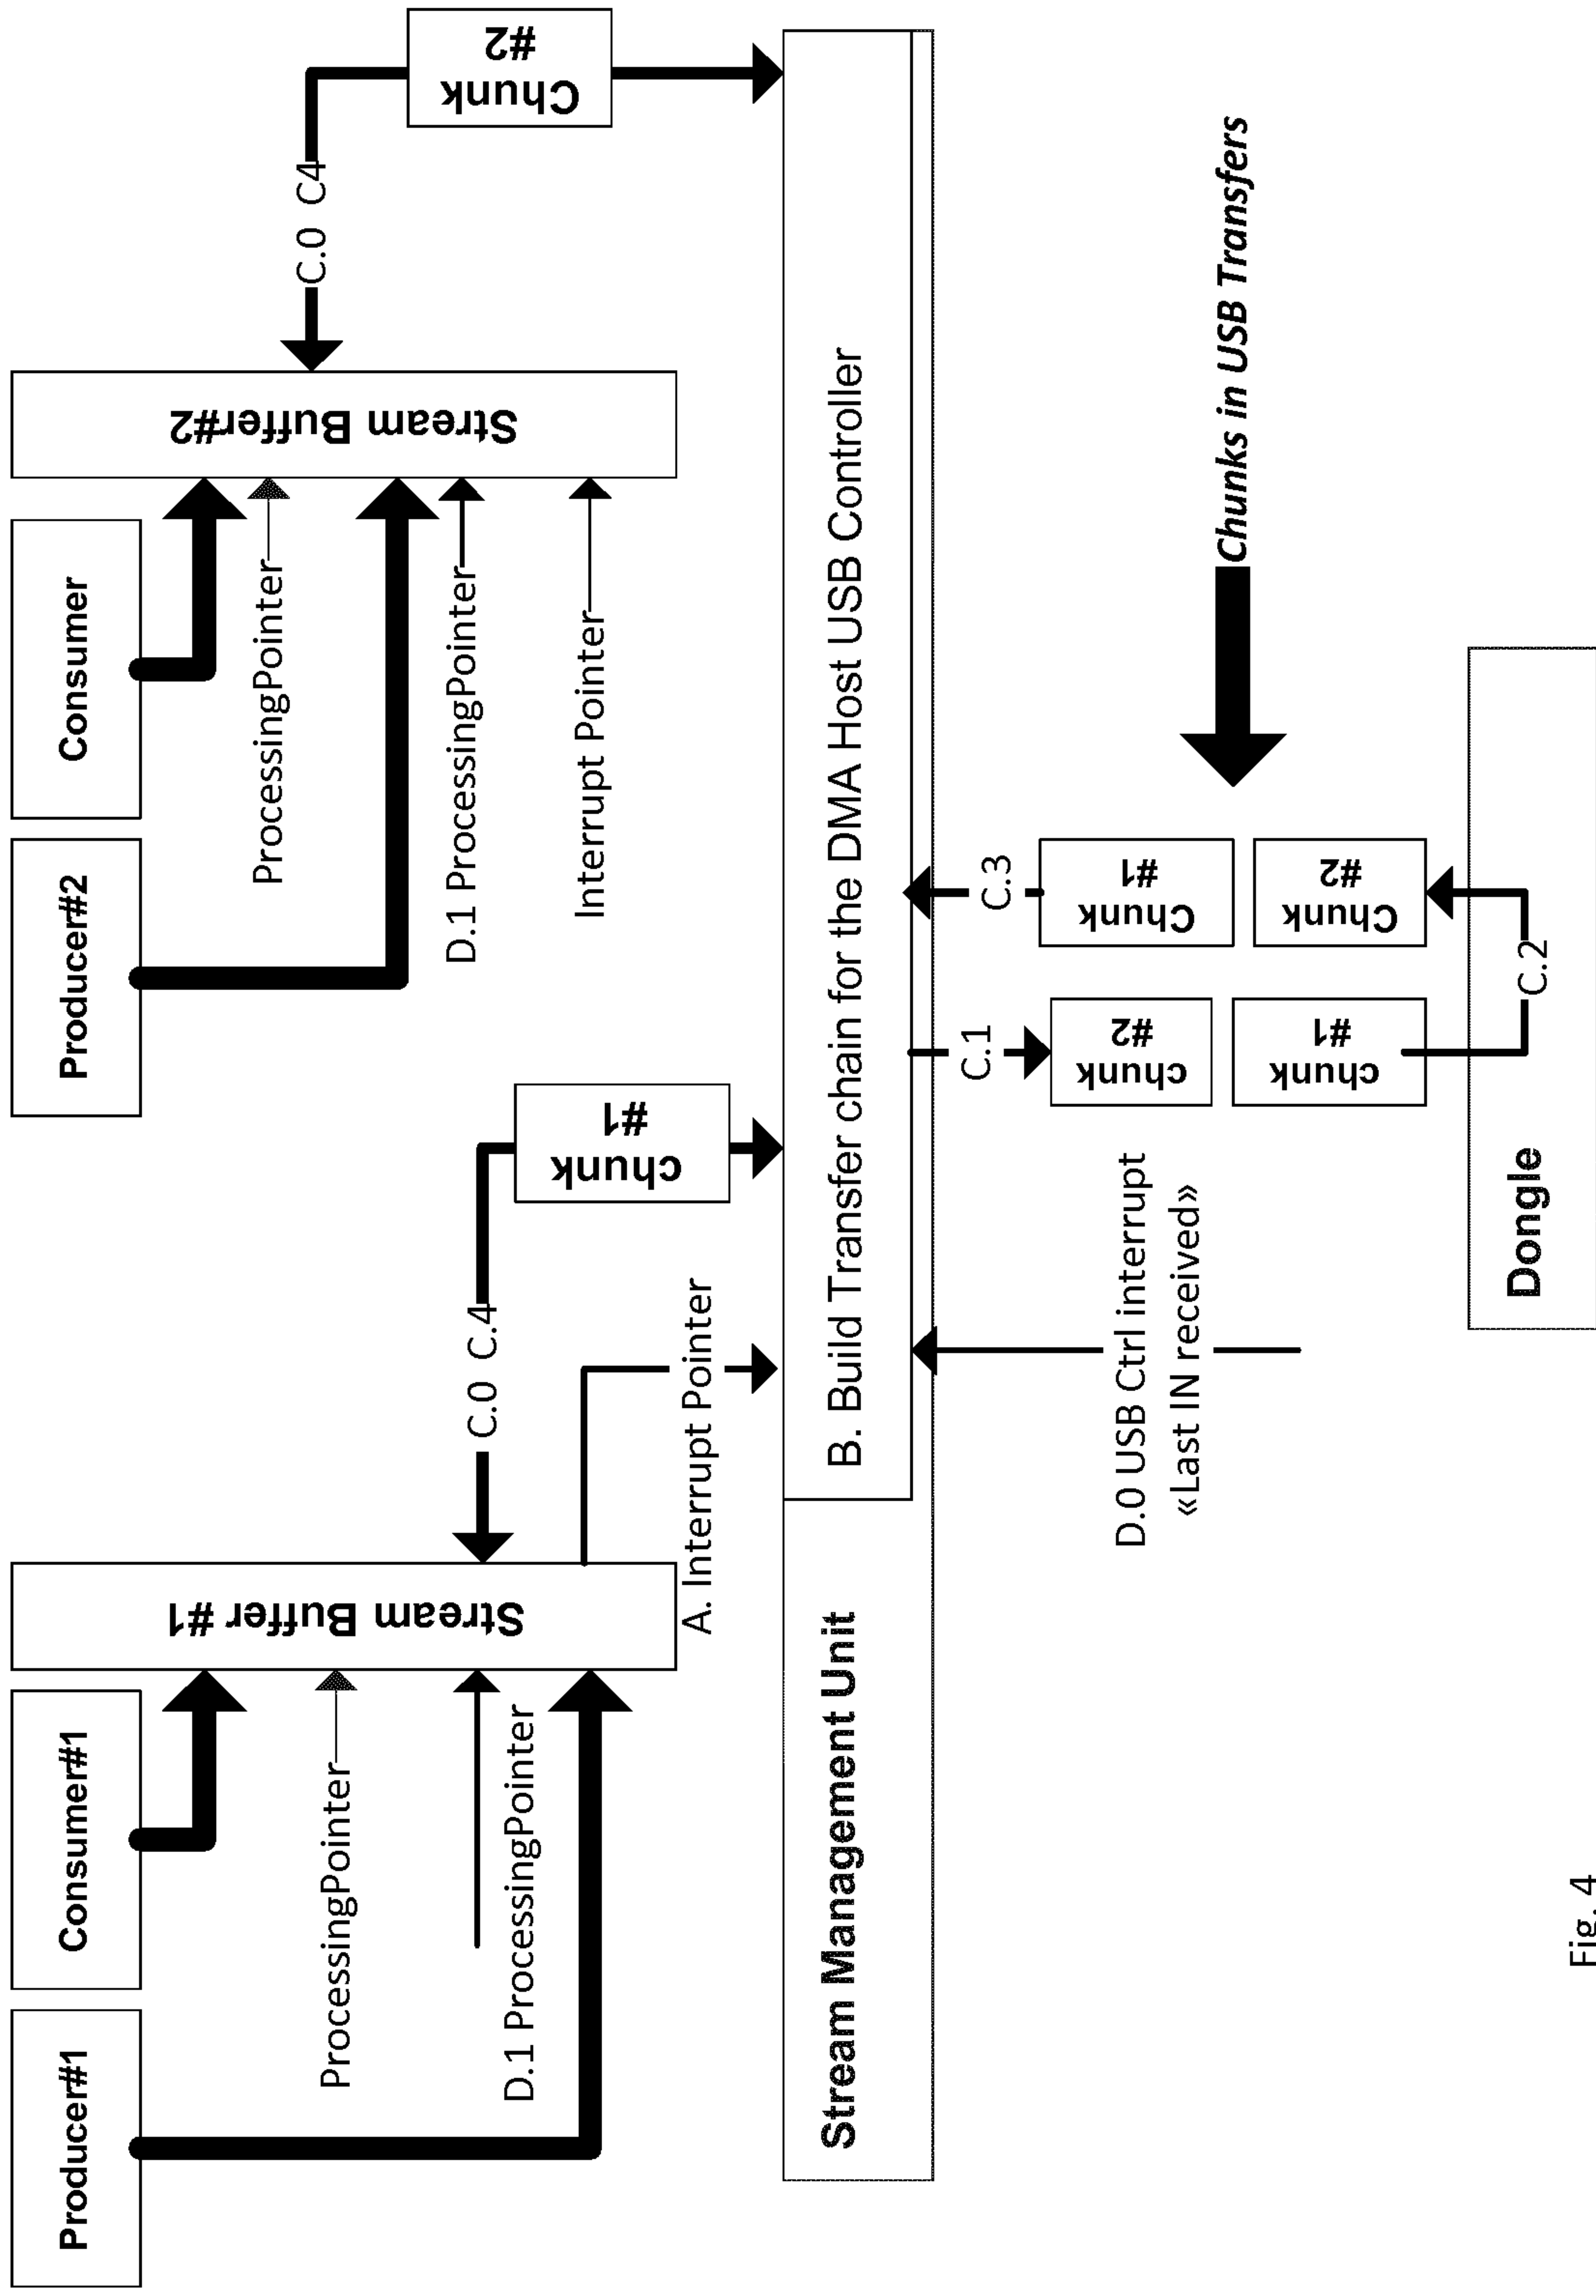 Producer#1
Consumer#1
Producer#2
Consumer
ProcessingPointer
D.1 ProcessingPointer
Stream Buffer #1
C.0 C.4
chunk
#1
A. Interrupt Pointer
ProcessingPointer
D.1 ProcessingPointer
Interrupt Pointer
Stream Buffer#2
C.0 C4
Chunk
#2
Stream Management Unit
B. Build Transfer chain for the DMA Host USB Controller
D.0 USB Ctrl interrupt
«Last IN received»
C.1
chunk
#2
chunk
#1
C.3
Chunk
#1
Chunk
#2
C.2
Chunks in USB Transfers
Dongle
Fig. 4